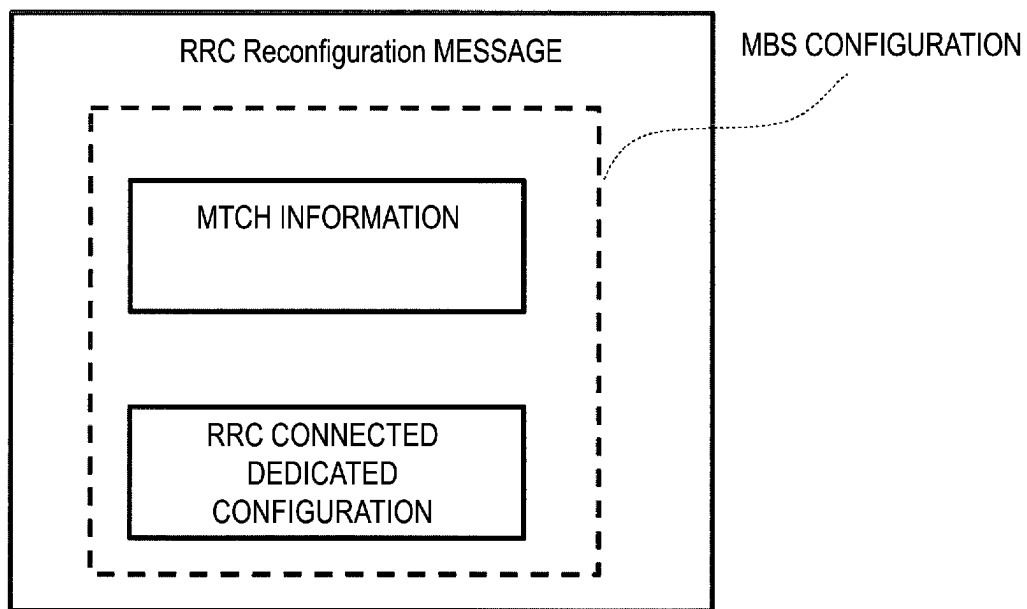 RRC Reconfiguration MESSAGE
MBS CONFIGURATION
MTCH INFORMATION
RRC CONNECTED
DEDICATED
CONFIGURATION